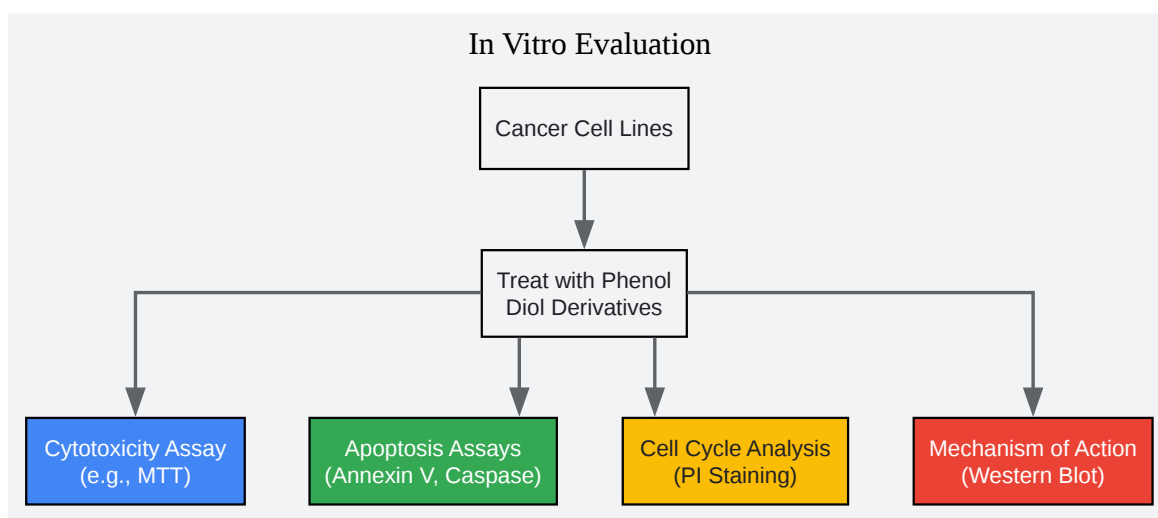 In Vitro Evaluation
Cancer Cell Lines
Treat with Phenol
Diol Derivatives
Cytotoxicity Assay
(e.g., MTT)
Apoptosis Assays
(Annexin V, Caspase)
Cell Cycle Analysis
(PI Staining)
Mechanism of Action
(Western Blot)